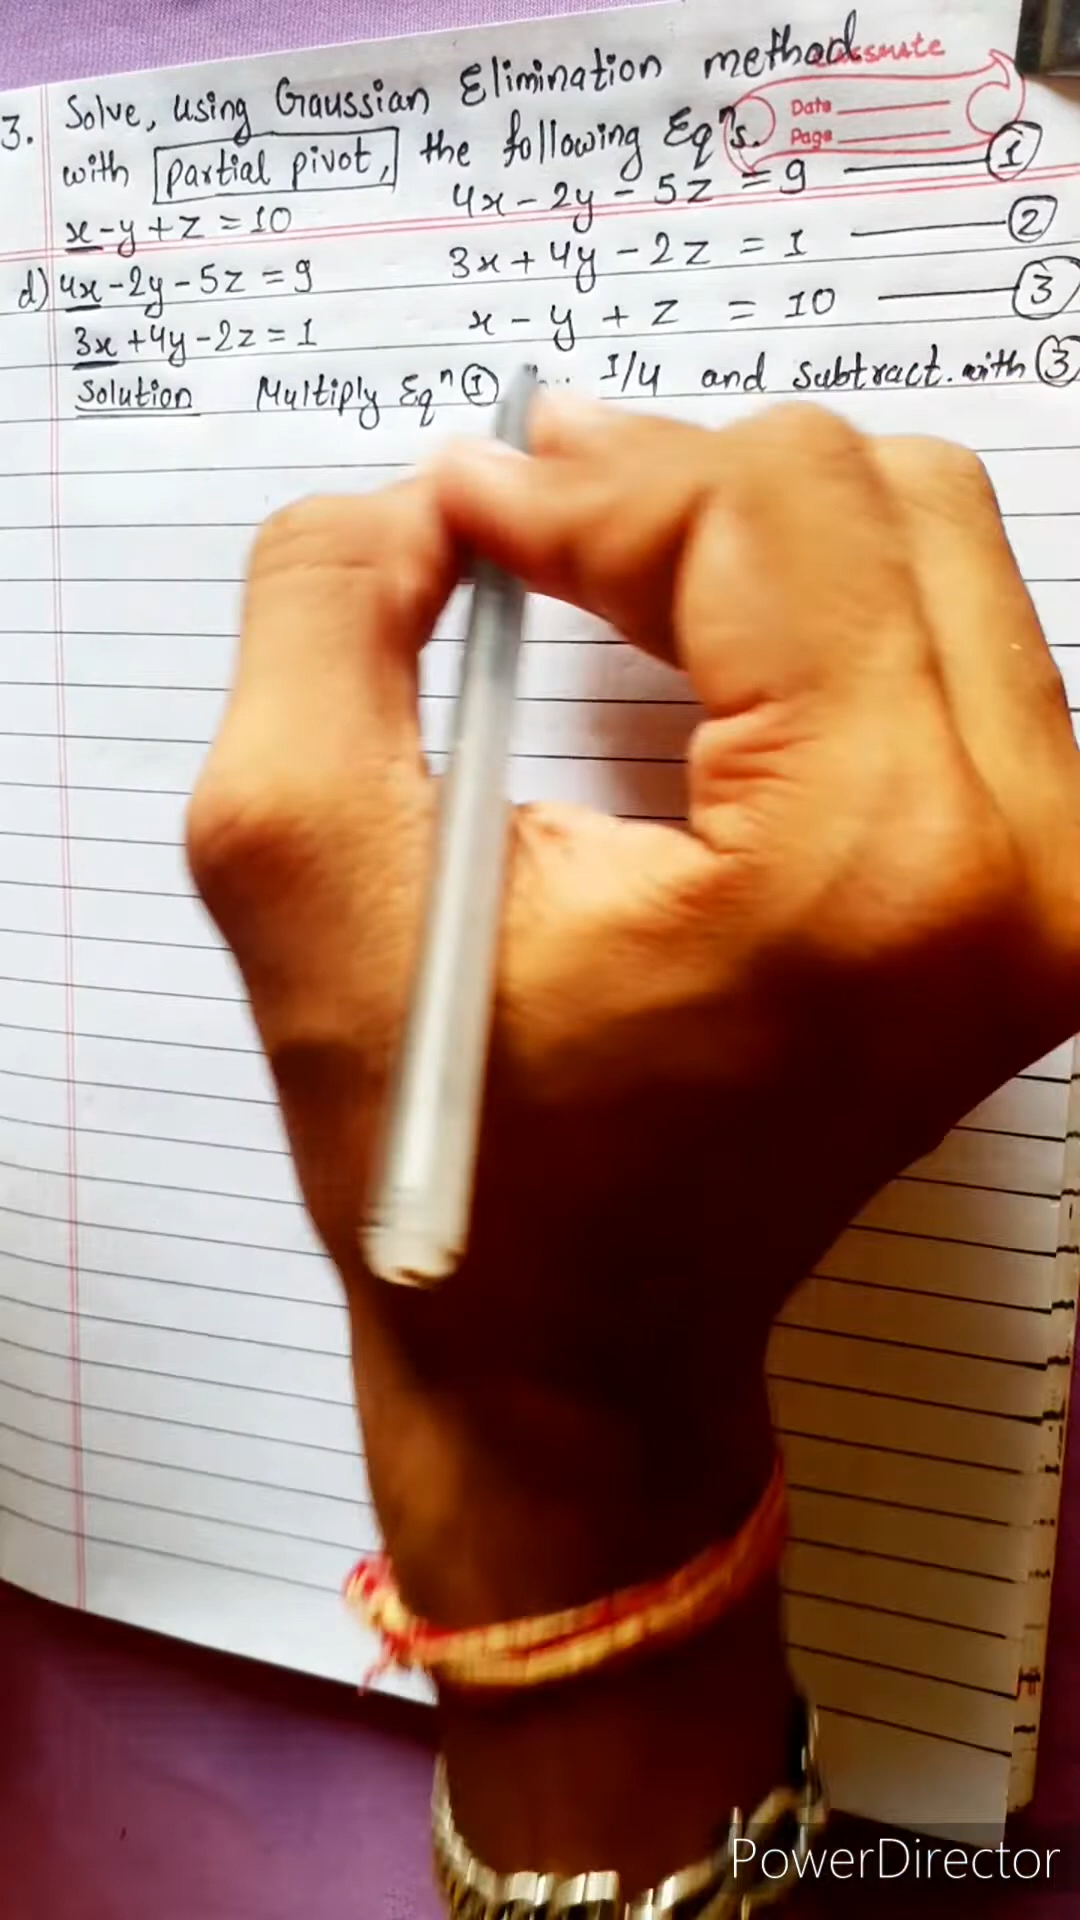 3. Solve, using Gaussian Elimination method
with partial pivot, the following Eqⁿs.
x-y+z=10
d) 4x-2y-5z=9
3x+4y-2z=1
4x-2y-5z=9 ①
3x+4y-2z=1 ②
x-y+z=10 ③
Date
Page
Solution Multiply Eqⁿ ① 1/4 and subtract. with ③
PowerDirector